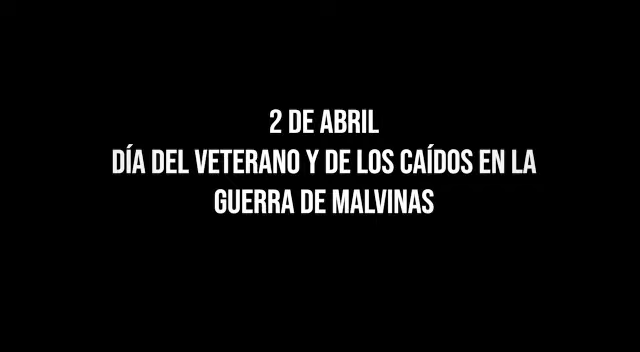 2 DE ABRIL
DÍA DEL VETERANO Y DE LOS CAÍDOS EN LA
GUERRA DE MALVINAS